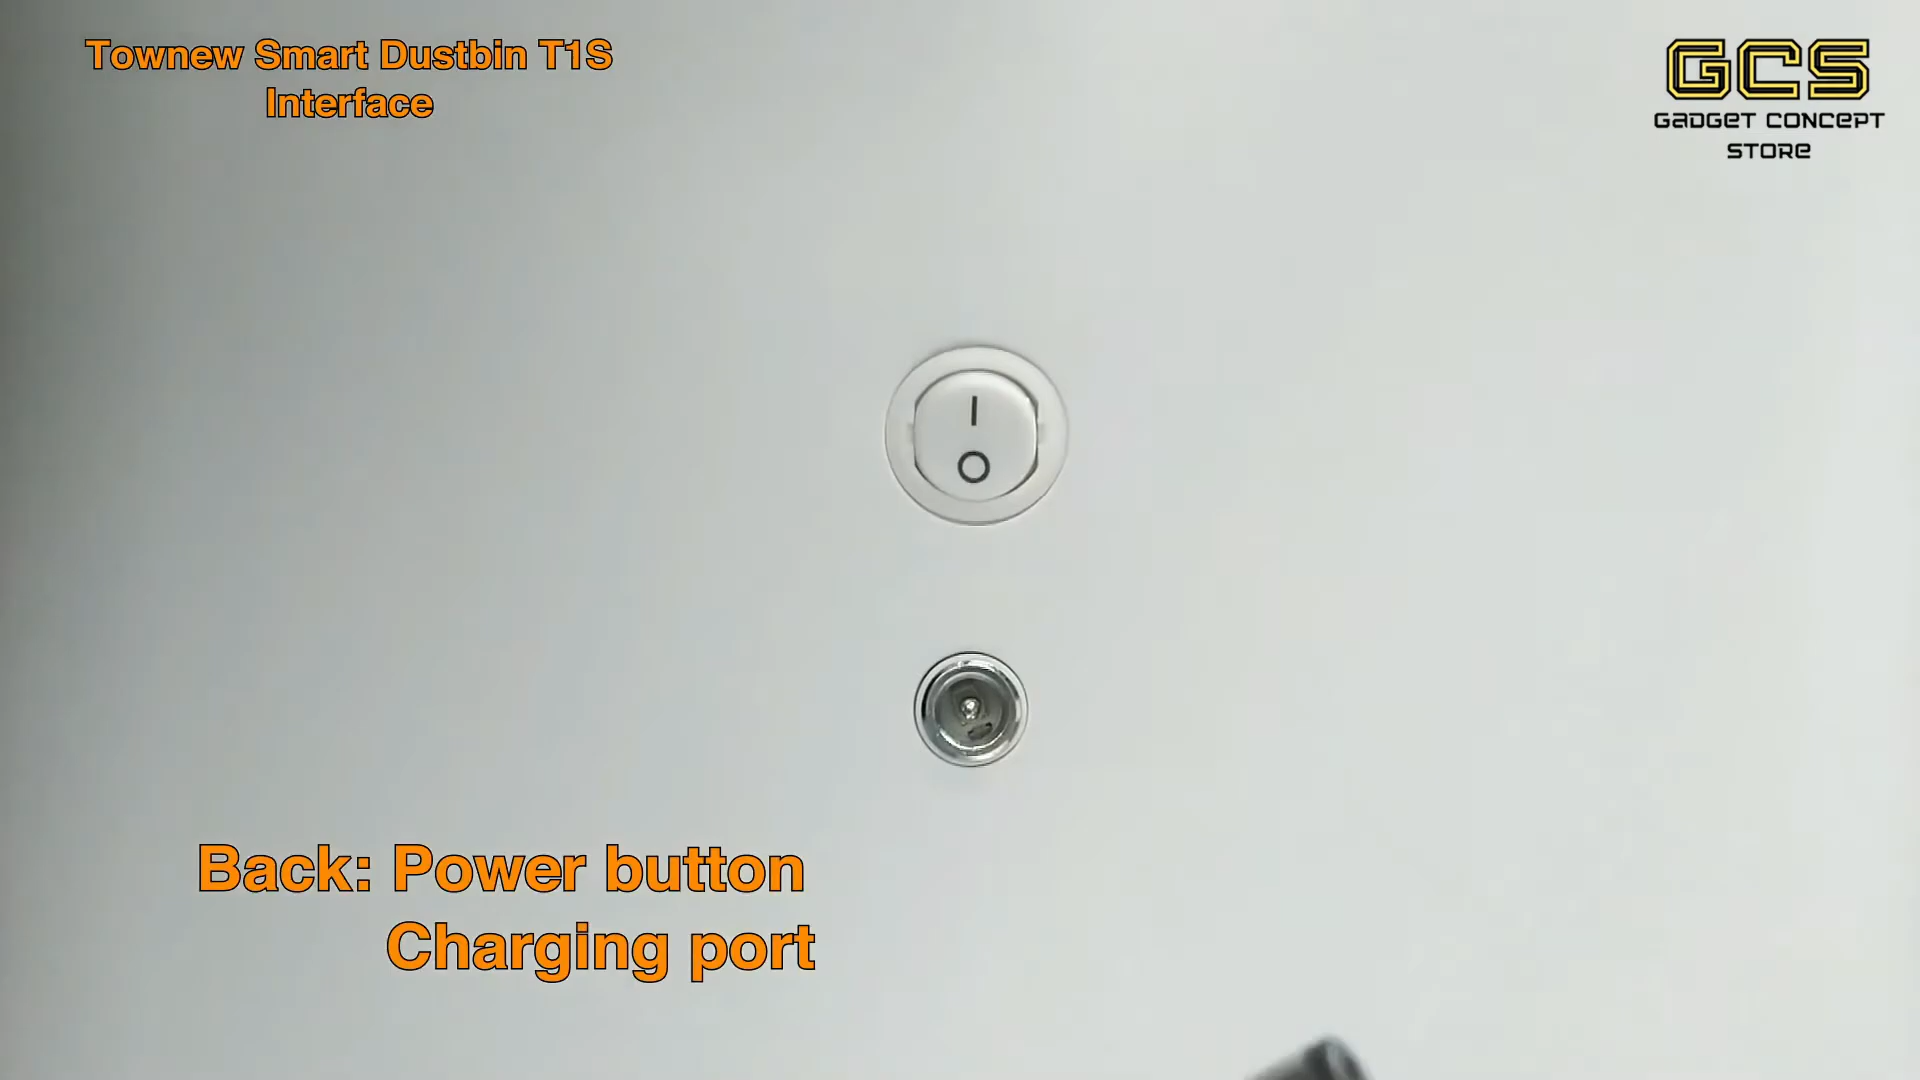 Townew Smart Dustbin T1S
Interface
GCS
GADGET CONCEPT
STORE
I
O
Back: Power button
Charging port